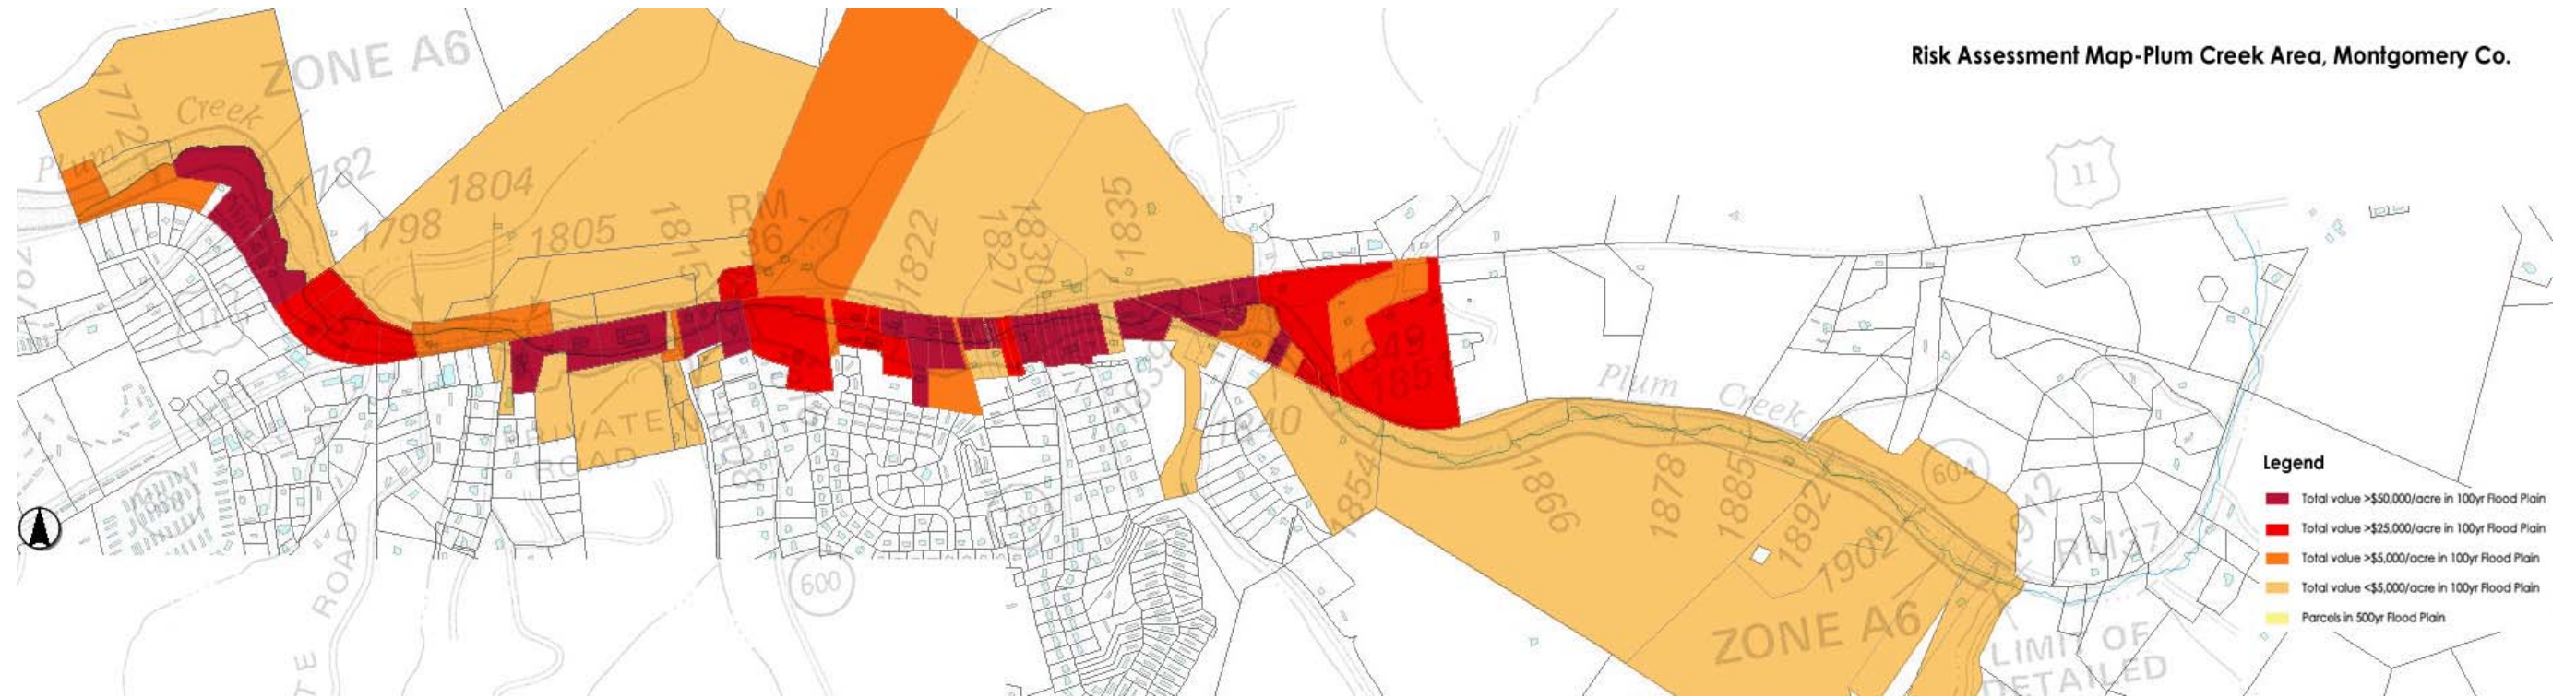 Risk Assessment Map-Plum Creek Area, Montgomery Co.
ZONE A6
1772
Creek
Plum
1782
11
1804
1798
1805
RM
36
1822
1827
1830
1835
Plum Creek
1849
1840
PRIVATE
ROAD
1854
1866
1878
1885
1892
1902
604
1912
RM37
600
ROAD
ZONE A6
LIMIT OF
DETAILED
Legend
Total value >$50,000/acre in 100yr Flood Plain
Total value >$25,000/acre in 100yr Flood Plain
Total value >$5,000/acre in 100yr Flood Plain
Total value <$5,000/acre in 100yr Flood Plain
Parcels in 500yr Flood Plain